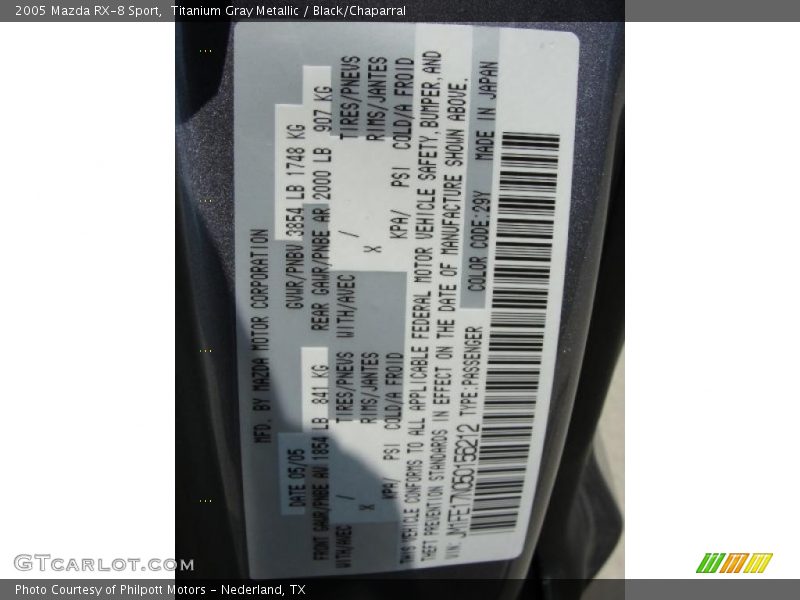 2005 Mazda RX-8 Sport, Titanium Gray Metallic / Black/Chaparral
MFD. BY MAZDA MOTOR CORPORATION
DATE 05/05 GVWR/PNBV 3854 LB 1748 KG
FRONT GAWR/PNBE AV 1854 LB 841 KG REAR GAWR/PNBE AR 2000 LB 907 KG
WITH/AVEC / TIRES/PNEUS WITH/AVEC / TIRES/PNEUS
X RIMS/JANTES X RIMS/JANTES
KPA/ PSI COLD/A FROID KPA/ PSI COLD/A FROID
THIS VEHICLE CONFORMS TO ALL APPLICABLE FEDERAL MOTOR VEHICLE SAFETY, BUMPER, AND
THEFT PREVENTION STANDARDS IN EFFECT ON THE DATE OF MANUFACTURE SHOWN ABOVE.
VIN: JM1FE17N050156212 TYPE:PASSENGER COLOR CODE:29Y MADE IN JAPAN
GTCarLot.com
Photo Courtesy of Philpott Motors - Nederland, TX